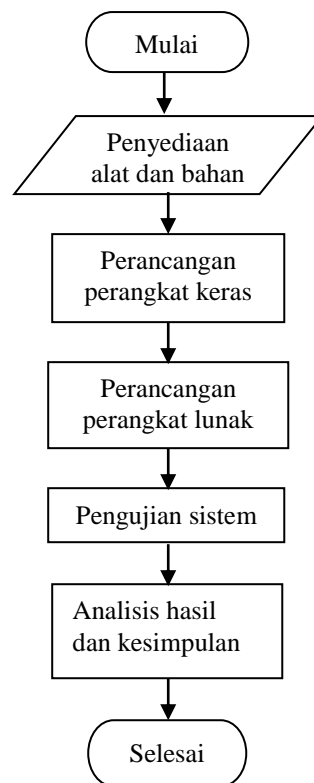 Mulai
Penyediaan
alat dan bahan
Perancangan
perangkat keras
Perancangan
perangkat lunak
Pengujian sistem
Analisis hasil
dan kesimpulan
Selesai